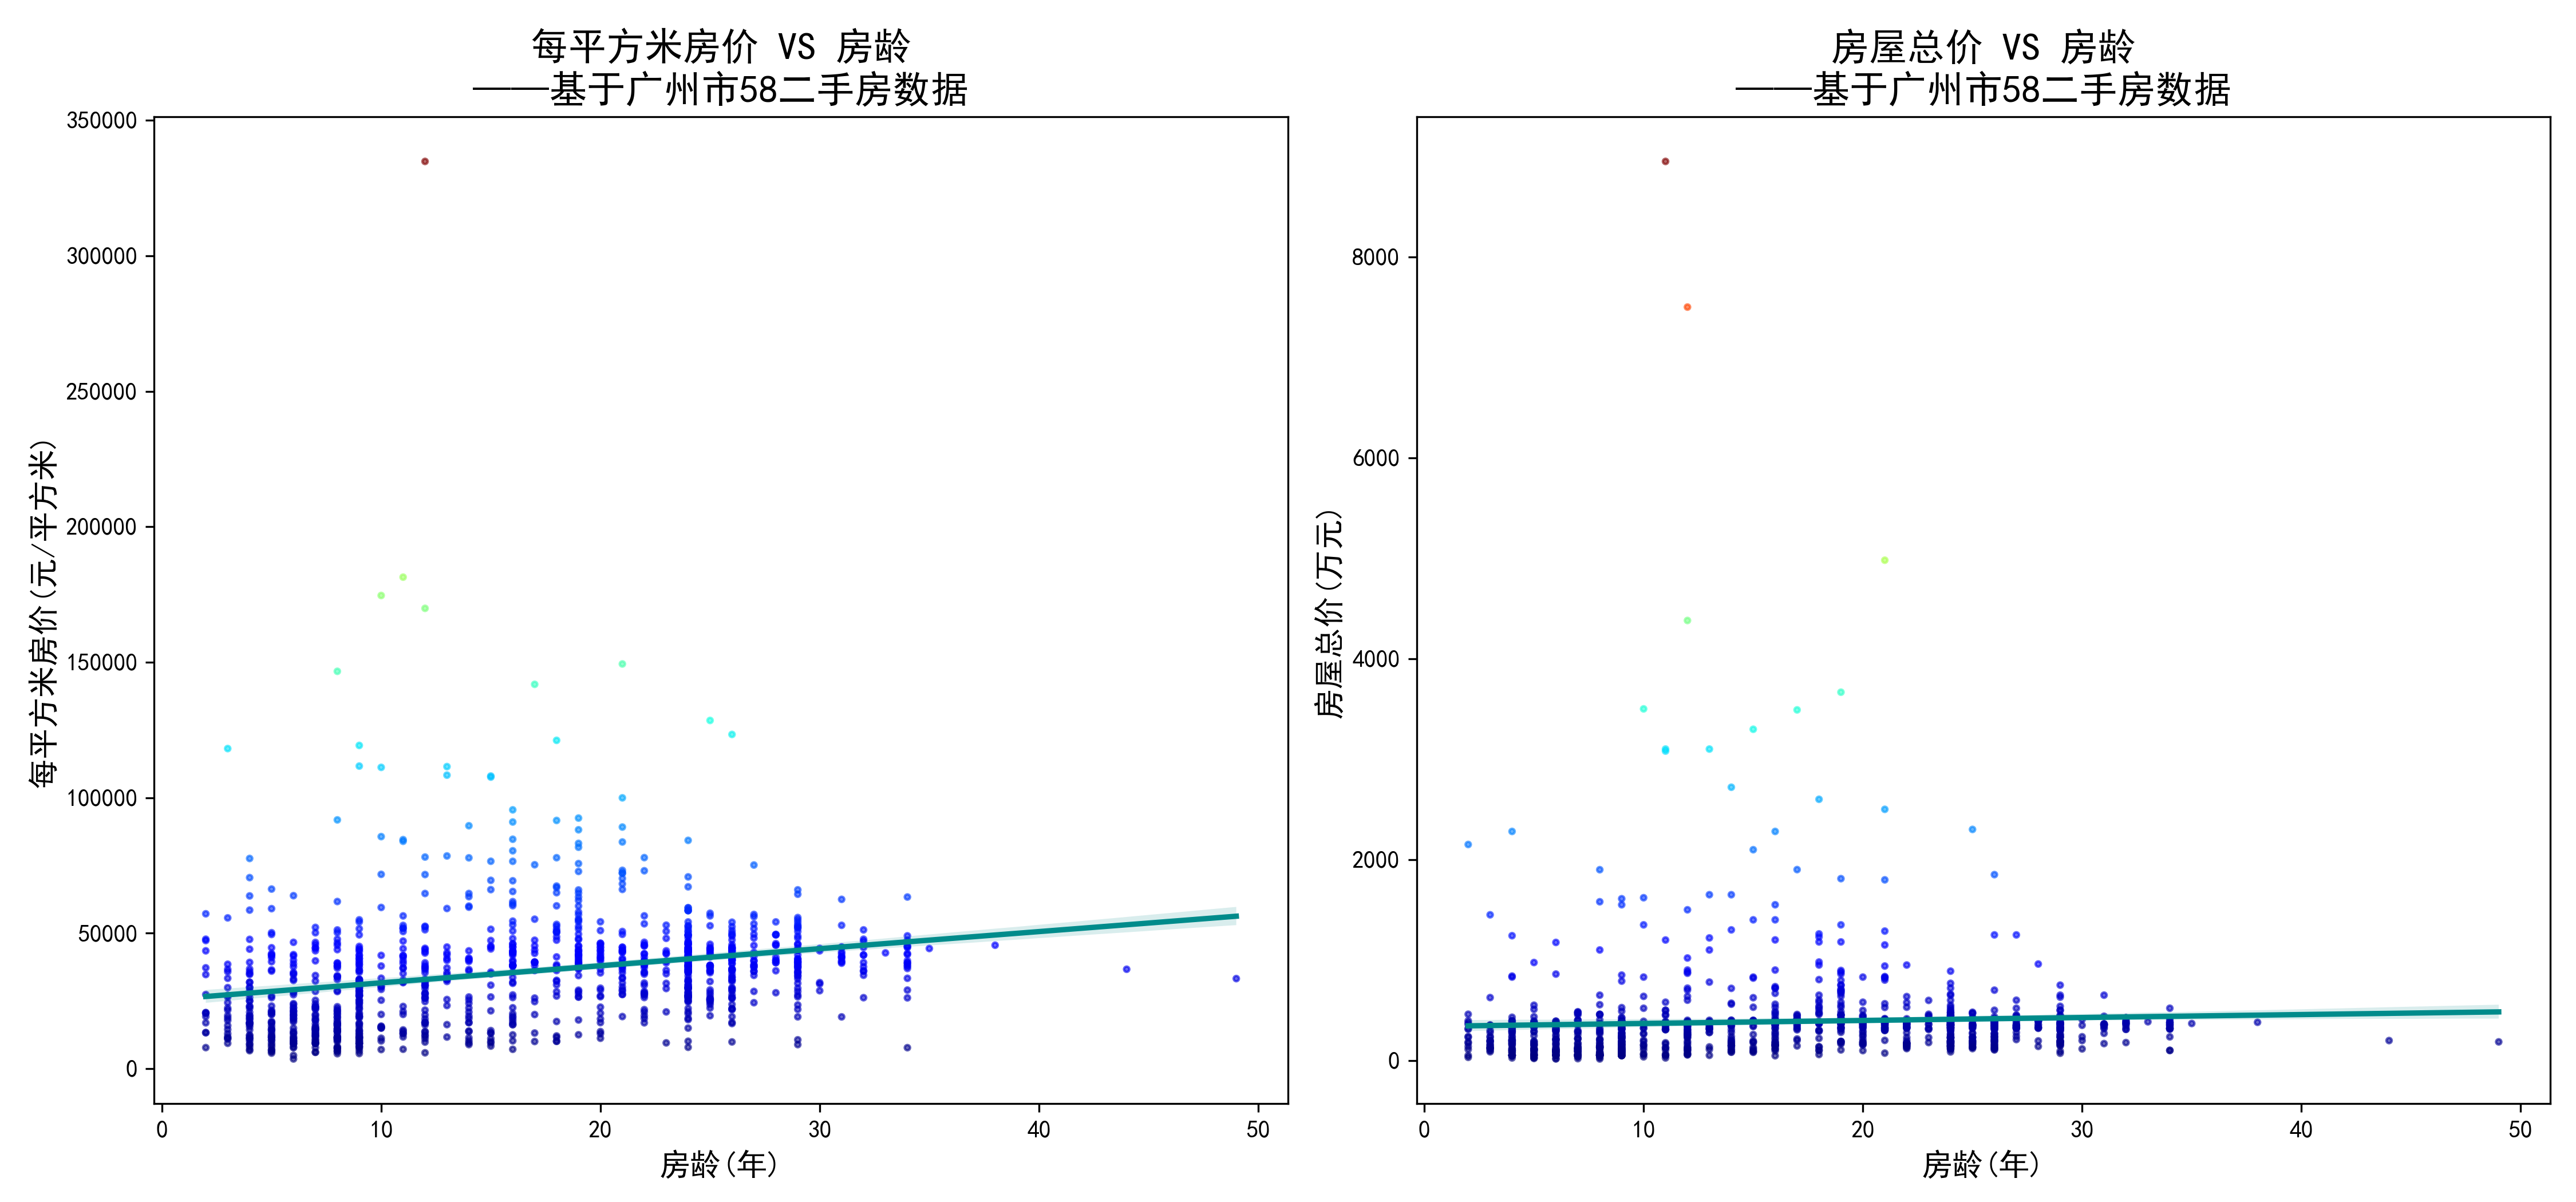 每平方米房价 VS 房龄
——基于广州市58二手房数据
350000
300000
250000
200000
150000
100000
50000
0
每平方米房价(元/平方米)
0 10 20 30 40 50
房龄(年)
房屋总价 VS 房龄
——基于广州市58二手房数据
8000
6000
4000
2000
0
房屋总价(万元)
0 10 20 30 40 50
房龄(年)